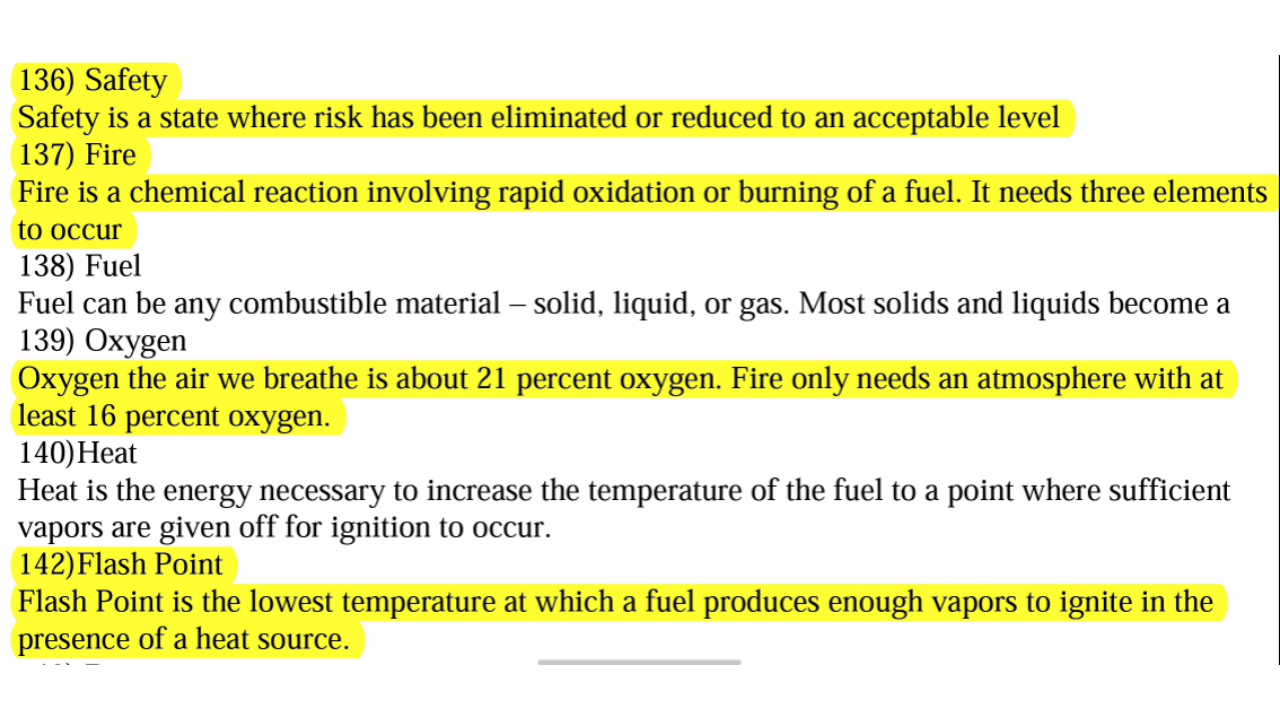 136) Safety
Safety is a state where risk has been eliminated or reduced to an acceptable level
137) Fire
Fire is a chemical reaction involving rapid oxidation or burning of a fuel. It needs three elements
to occur
138) Fuel
Fuel can be any combustible material – solid, liquid, or gas. Most solids and liquids become a
139) Oxygen
Oxygen the air we breathe is about 21 percent oxygen. Fire only needs an atmosphere with at
least 16 percent oxygen.
140)Heat
Heat is the energy necessary to increase the temperature of the fuel to a point where sufficient
vapors are given off for ignition to occur.
142)Flash Point
Flash Point is the lowest temperature at which a fuel produces enough vapors to ignite in the
presence of a heat source.